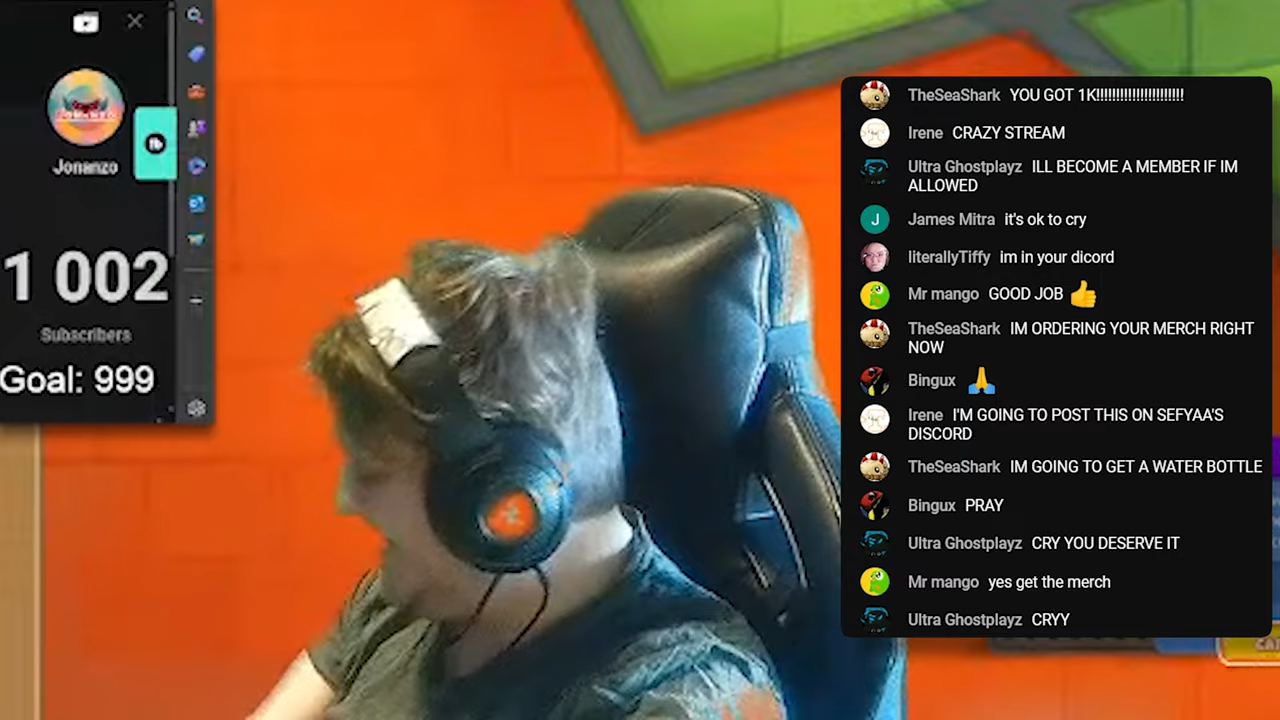 Jonanzo
1 002
Subscribers
Goal: 999
TheSeaShark YOU GOT 1K!!!!!!!!!!!!!!!!!!!!!!
Irene CRAZY STREAM
Ultra Ghostplayz ILL BECOME A MEMBER IF IM
ALLOWED
J James Mitra it's ok to cry
literallyTiffy im in your dicord
Mr mango GOOD JOB 👍
TheSeaShark IM ORDERING YOUR MERCH RIGHT
NOW
Bingux 🙏
Irene I'M GOING TO POST THIS ON SEFYAA'S
DISCORD
TheSeaShark IM GOING TO GET A WATER BOTTLE
Bingux PRAY
Ultra Ghostplayz CRY YOU DESERVE IT
Mr mango yes get the merch
Ultra Ghostplayz CRYY